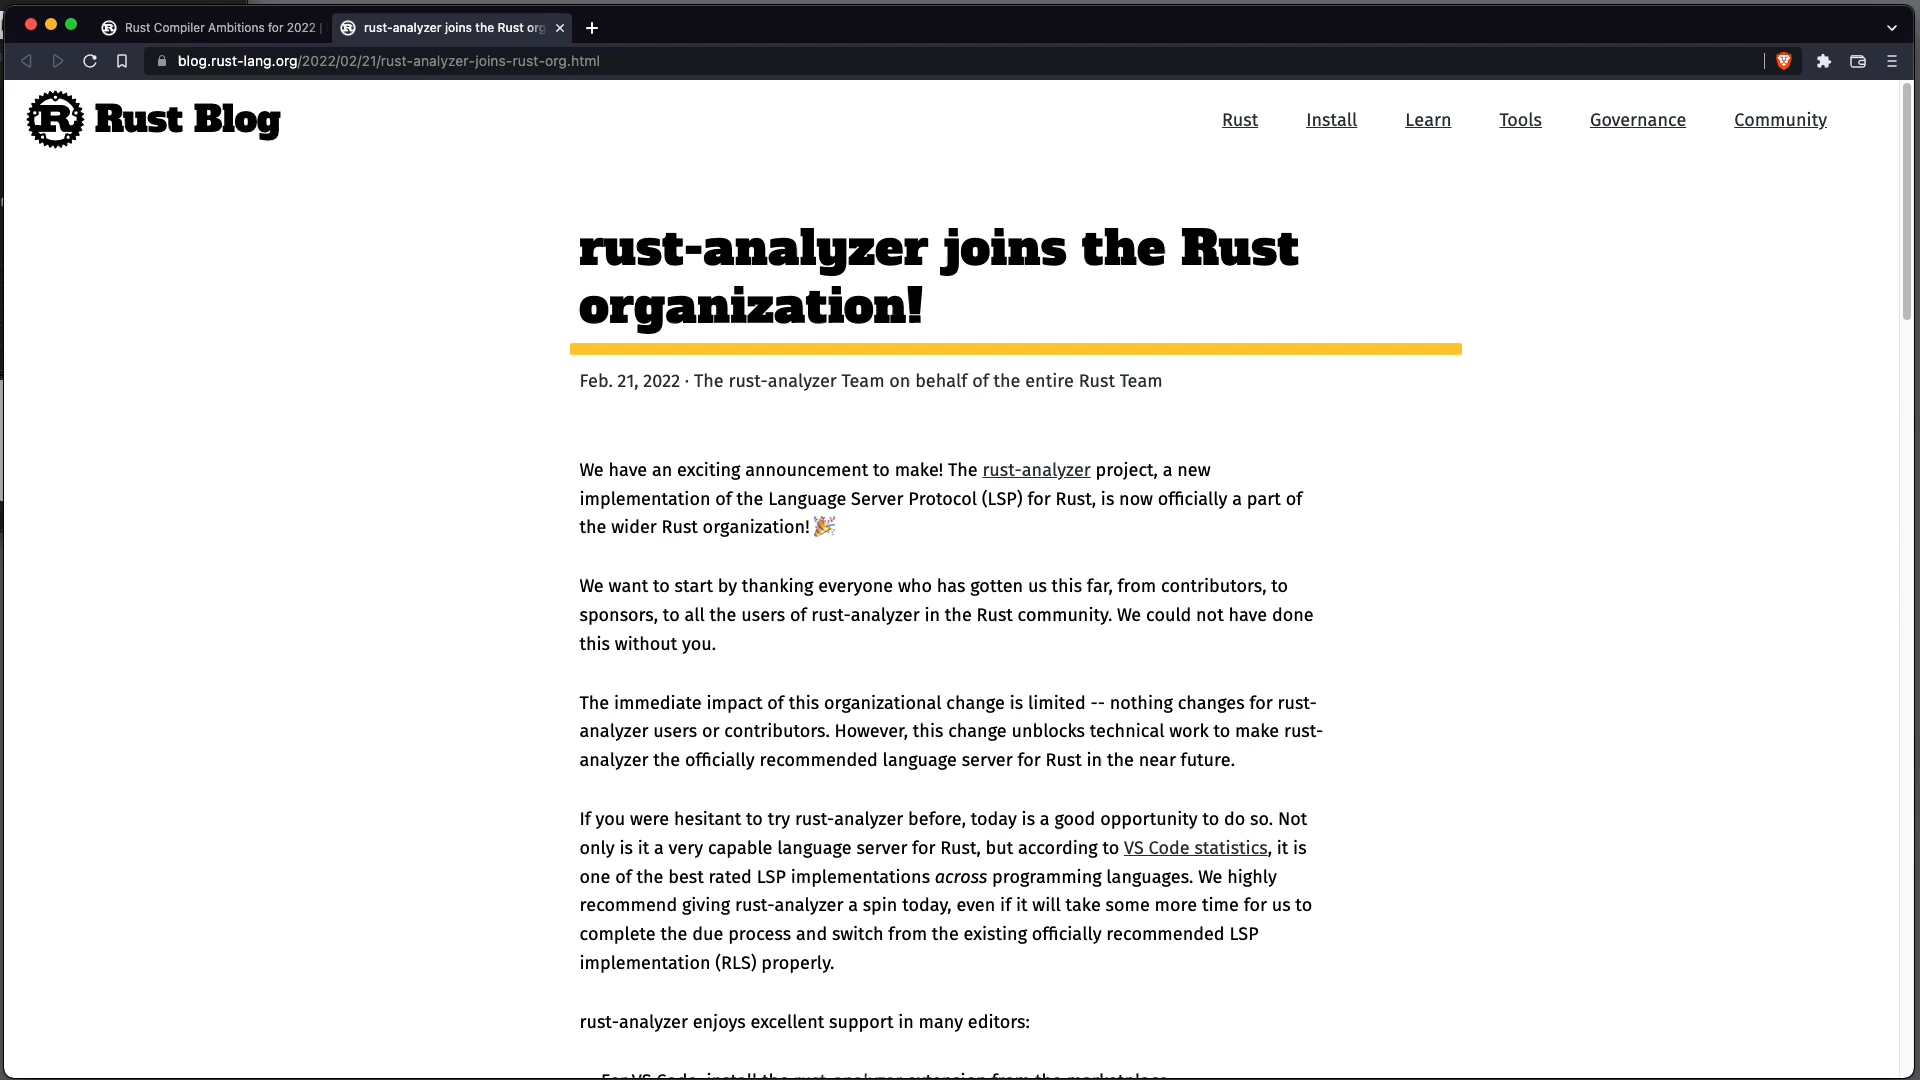 Rust Compiler Ambitions for 2022 |
rust-analyzer joins the Rust org
blog.rust-lang.org/2022/02/21/rust-analyzer-joins-rust-org.html
Rust Blog
Rust Install Learn Tools Governance Community
rust-analyzer joins the Rust
organization!
Feb. 21, 2022 · The rust-analyzer Team on behalf of the entire Rust Team
We have an exciting announcement to make! The rust-analyzer project, a new
implementation of the Language Server Protocol (LSP) for Rust, is now officially a part of
the wider Rust organization! 🎉
We want to start by thanking everyone who has gotten us this far, from contributors, to
sponsors, to all the users of rust-analyzer in the Rust community. We could not have done
this without you.
The immediate impact of this organizational change is limited -- nothing changes for rust-
analyzer users or contributors. However, this change unblocks technical work to make rust-
analyzer the officially recommended language server for Rust in the near future.
If you were hesitant to try rust-analyzer before, today is a good opportunity to do so. Not
only is it a very capable language server for Rust, but according to VS Code statistics, it is
one of the best rated LSP implementations across programming languages. We highly
recommend giving rust-analyzer a spin today, even if it will take some more time for us to
complete the due process and switch from the existing officially recommended LSP
implementation (RLS) properly.
rust-analyzer enjoys excellent support in many editors:
For VS Code, install the rust-analyzer extension from the marketplace